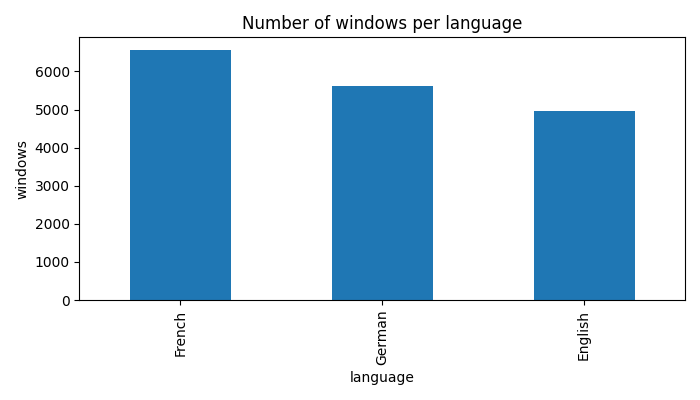 Number of windows per language
windows
6000
5000
4000
3000
2000
1000
0
French
German
English
language